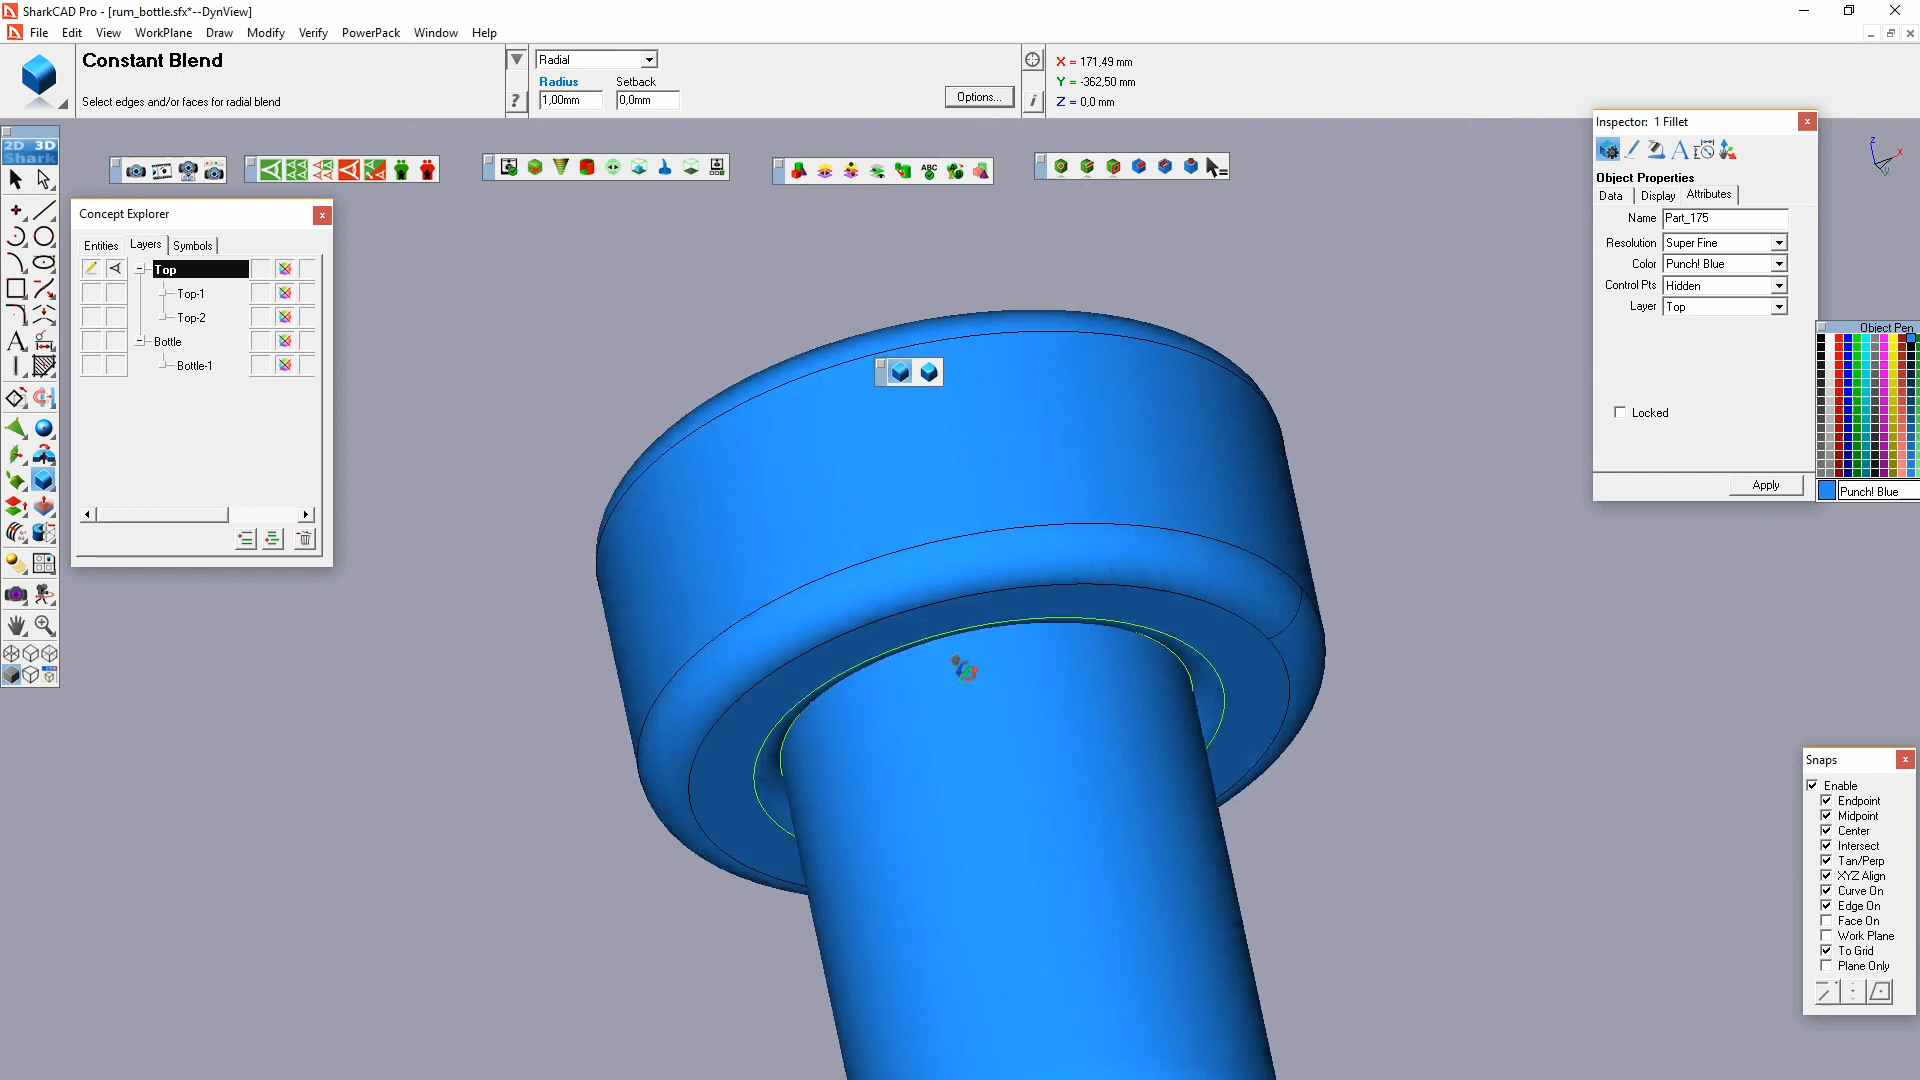 SharkCAD Pro - [rum_bottle.sfx*--DynView]
File Edit View WorkPlane Draw Modify Verify PowerPack Window Help
Constant Blend
Select edges and/or faces for radial blend
Radial
Radius Setback
1,00mm 0,0mm
Options...
X = 171,49 mm
Y = -362,50 mm
Z = 0,0 mm
2D 3D
Shark
Concept Explorer
Entities Layers Symbols
Top
Top-1
Top-2
Bottle
Bottle-1
ABC
Inspector: 1 Fillet
Object Properties
Data Display Attributes
Name Part_175
Resolution Super Fine
Color Punch! Blue
Control Pts Hidden
Layer Top
Locked
Apply
Object Pen
Punch! Blue
Snaps
Enable
Endpoint
Midpoint
Center
Intersect
Tan/Perp
XYZ Align
Curve On
Edge On
Face On
Work Plane
To Grid
Plane Only